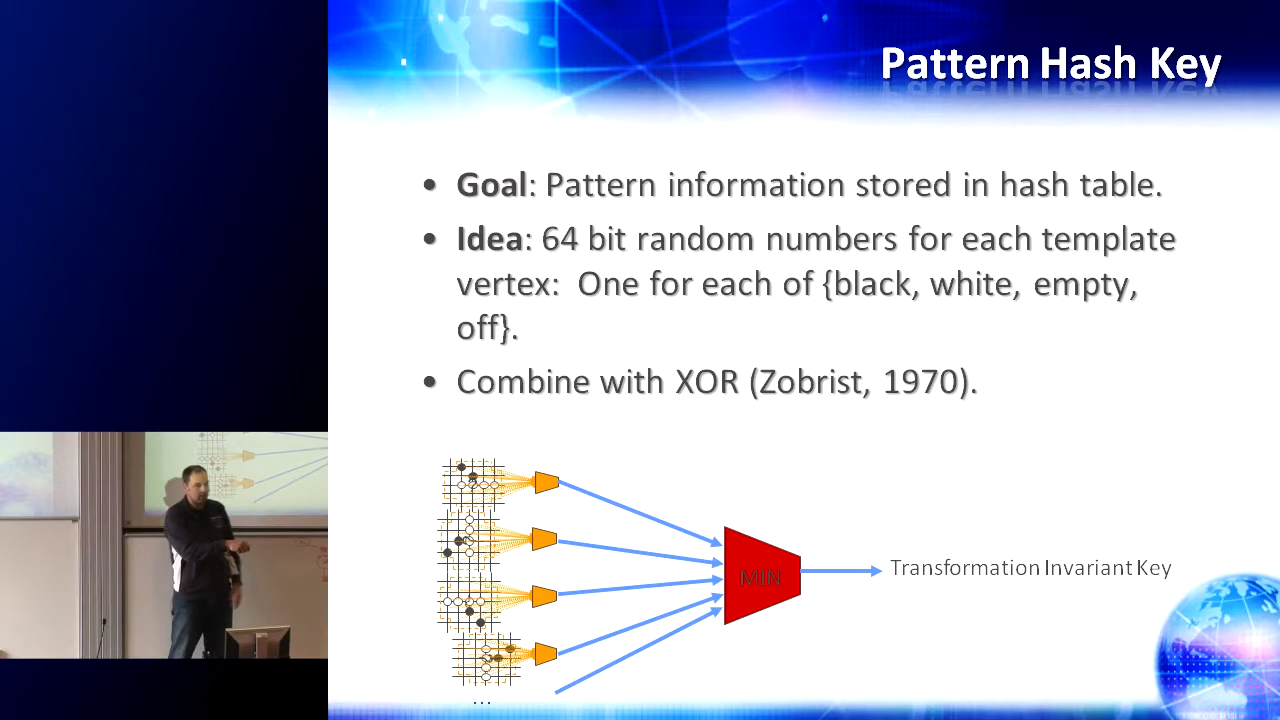 Pattern Hash Key
• Goal: Pattern information stored in hash table.
• Idea: 64 bit random numbers for each template
vertex: One for each of {black, white, empty,
off}.
• Combine with XOR (Zobrist, 1970).
MIN
Transformation Invariant Key
...